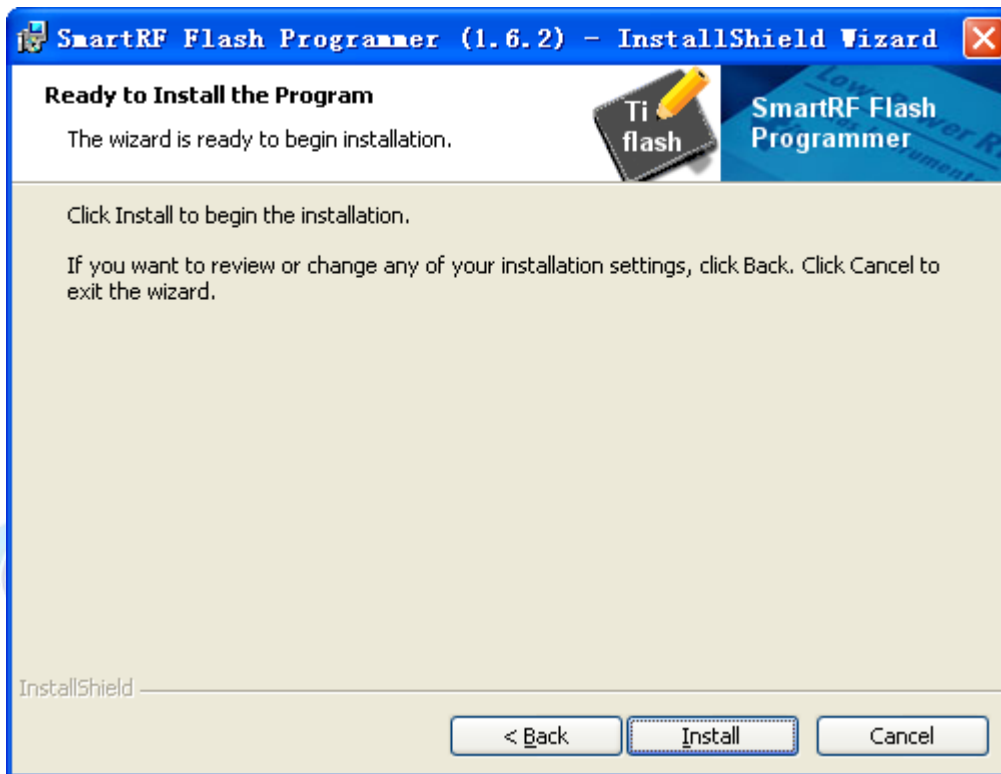 SmartRF Flash Programmer (1.6.2) - InstallShield Wizard
Ready to Install the Program
The wizard is ready to begin installation.
Ti
flash
SmartRF Flash
Programmer
Click Install to begin the installation.
If you want to review or change any of your installation settings, click Back. Click Cancel to
exit the wizard.
InstallShield
< Back
Install
Cancel